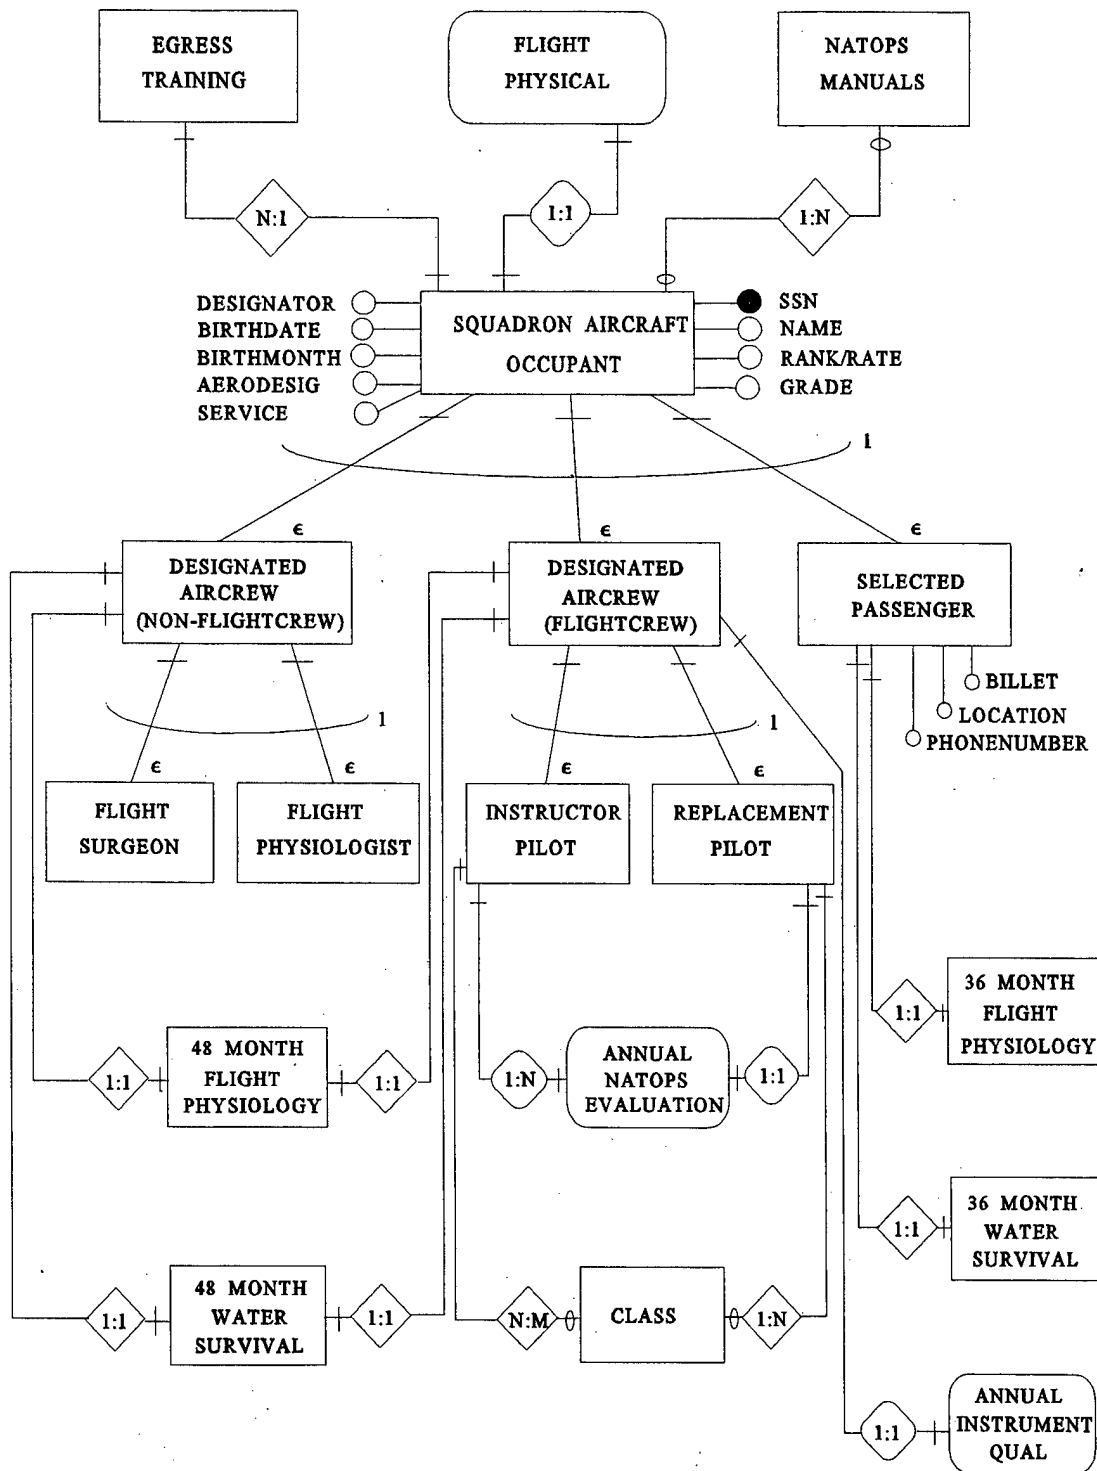 EGRESS
TRAINING
FLIGHT
PHYSICAL
NATOPS
MANUALS
N:1
1:1
1:N
DESIGNATOR
BIRTHDATE
BIRTHMONTH
AERODESIG
SERVICE
SQUADRON AIRCRAFT
OCCUPANT
SSN
NAME
RANK/RATE
GRADE
1
ϵ
ϵ
ϵ
DESIGNATED
AIRCREW
(NON-FLIGHTCREW)
DESIGNATED
AIRCREW
(FLIGHTCREW)
SELECTED
PASSENGER
BILLET
LOCATION
PHONENUMBER
1
1
ϵ
ϵ
ϵ
ϵ
FLIGHT
SURGEON
FLIGHT
PHYSIOLOGIST
INSTRUCTOR
PILOT
REPLACEMENT
PILOT
1:1
36 MONTH
FLIGHT
PHYSIOLOGY
1:1
48 MONTH
FLIGHT
PHYSIOLOGY
1:1
1:N
ANNUAL
NATOPS
EVALUATION
1:1
1:1
36 MONTH
WATER
SURVIVAL
1:1
48 MONTH
WATER
SURVIVAL
1:1
N:M
CLASS
1:N
1:1
ANNUAL
INSTRUMENT
QUAL